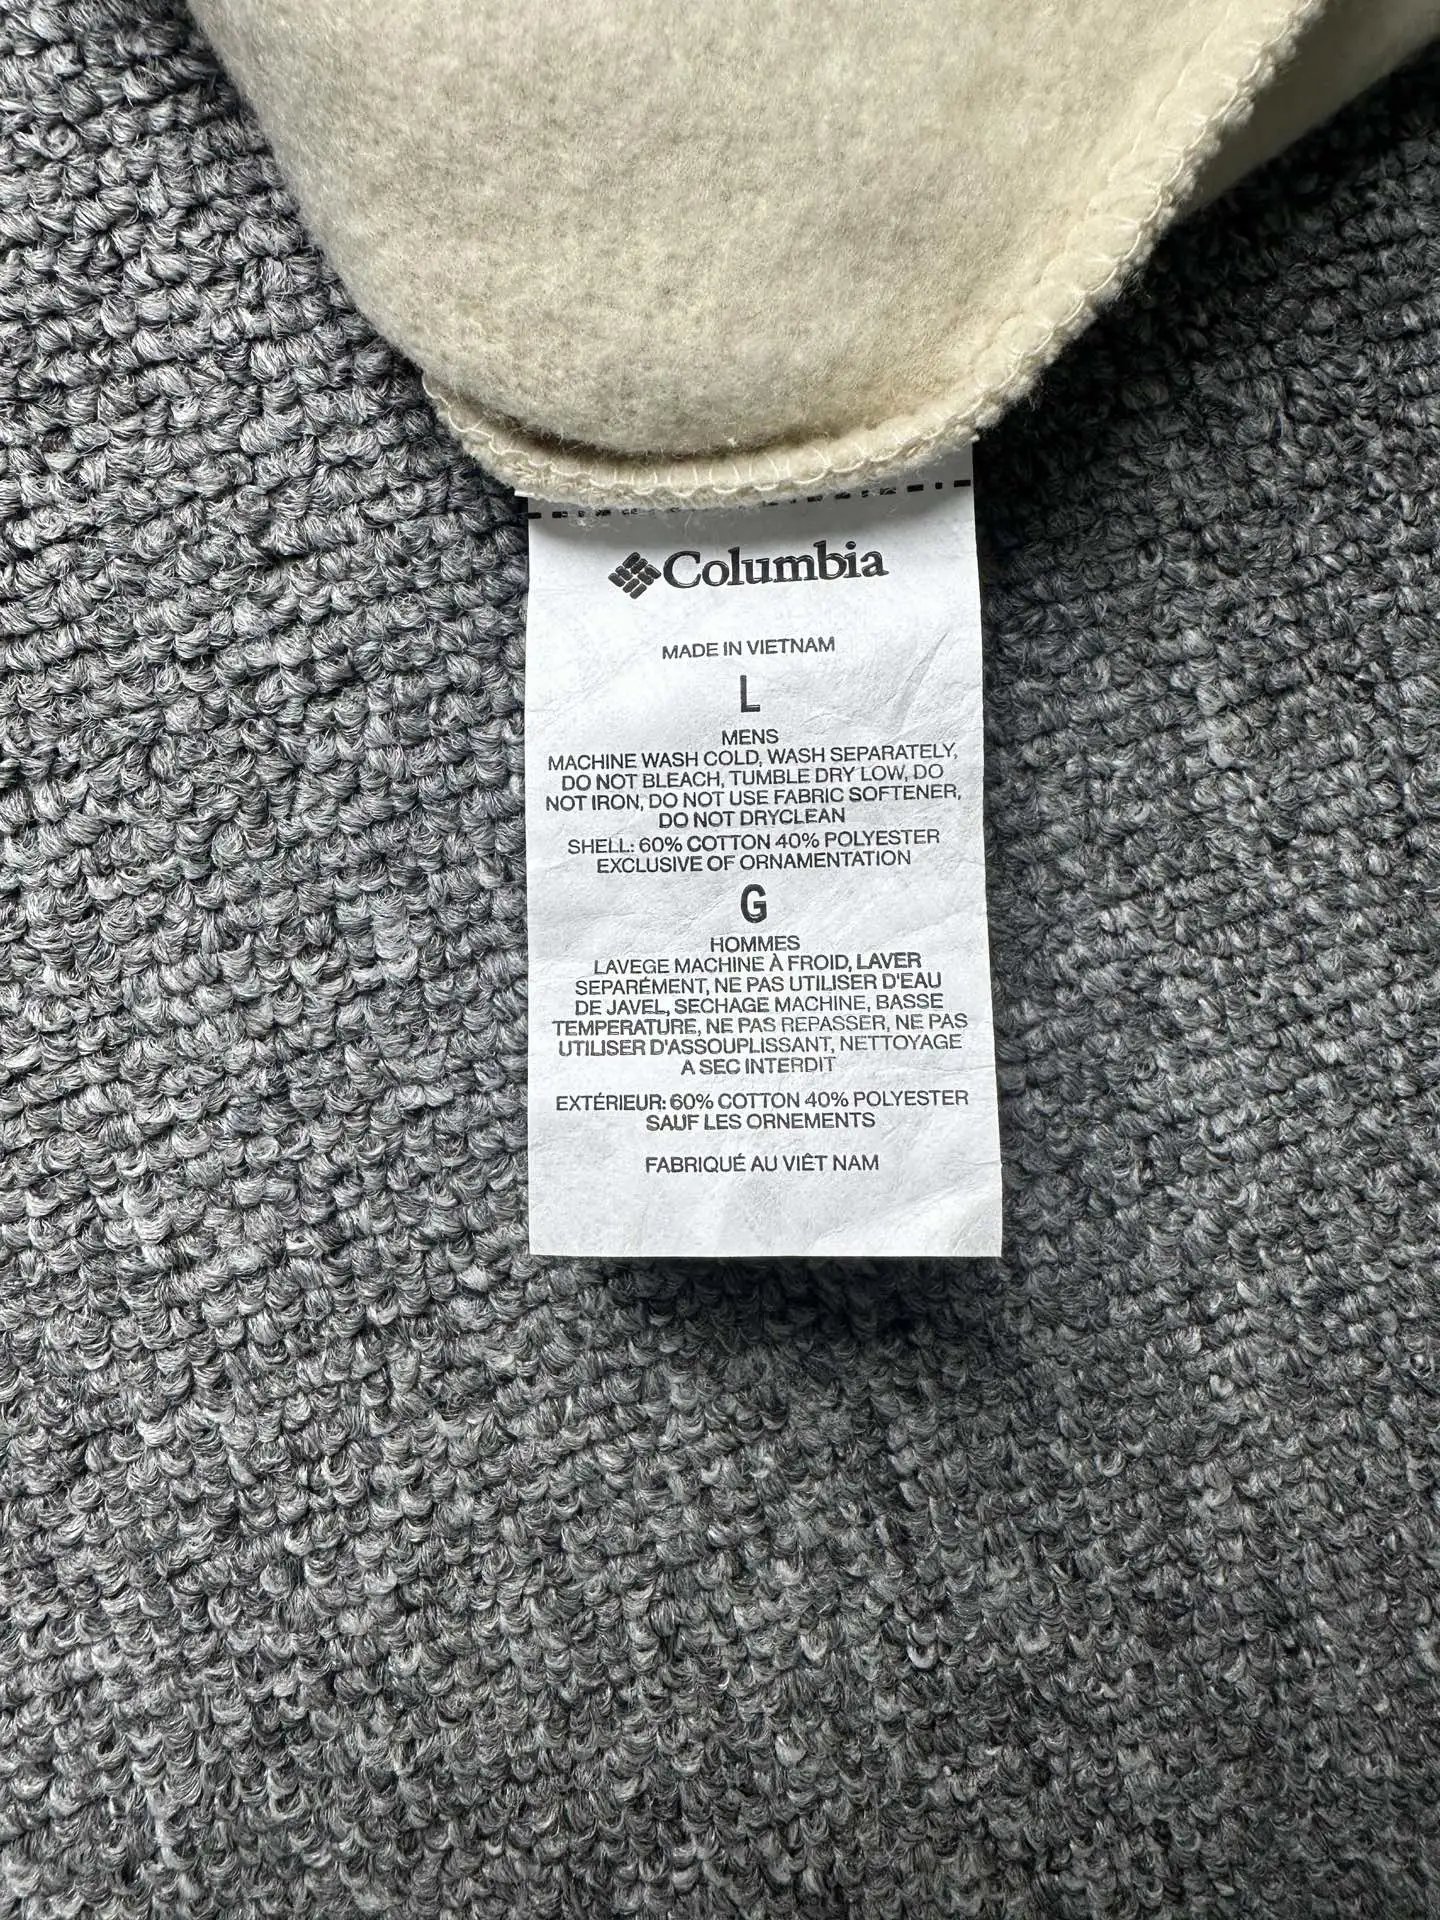 Columbia
MADE IN VIETNAM
L
MENS
MACHINE WASH COLD, WASH SEPARATELY,
DO NOT BLEACH, TUMBLE DRY LOW, DO
NOT IRON, DO NOT USE FABRIC SOFTENER,
DO NOT DRYCLEAN
SHELL: 60% COTTON 40% POLYESTER
EXCLUSIVE OF ORNAMENTATION
G
HOMMES
LAVEGE MACHINE À FROID, LAVER
SEPARÉMENT, NE PAS UTILISER D'EAU
DE JAVEL, SECHAGE MACHINE, BASSE
TEMPERATURE, NE PAS REPASSER, NE PAS
UTILISER D'ASSOUPLISSANT, NETTOYAGE
A SEC INTERDIT
EXTÉRIEUR: 60% COTTON 40% POLYESTER
SAUF LES ORNEMENTS
FABRIQUÉ AU VIÊT NAM